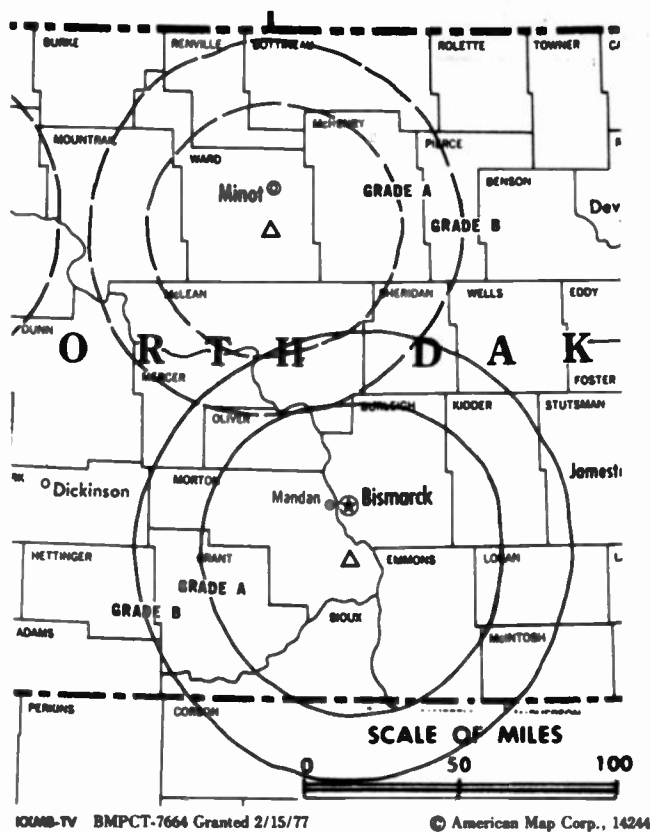 BURKE RENVILLE BOTTINEAU ROLETTE TOWNER CA
MOUNTRAIL McHENRY PIERCE
WARD BENSON
Minot GRADE A
GRADE B Dev
McLEAN SHERIDAN WELLS EDDY
DUNN
O R T H D A K
MERCER FOSTER
OLIVER BURLEIGH KIDDER STUTSMAN
MORTON Jamest
Dickinson Mandan Bismarck
HETTINGER GRANT EMMONS LOGAN L
GRADE A
GRADE B
ADAMS SIOUX McINTOSH
PERKINS CORSON
SCALE OF MILES
0 50 100
KXMB-TV BMPCT-7664 Granted 2/15/77 © American Map Corp., 14244